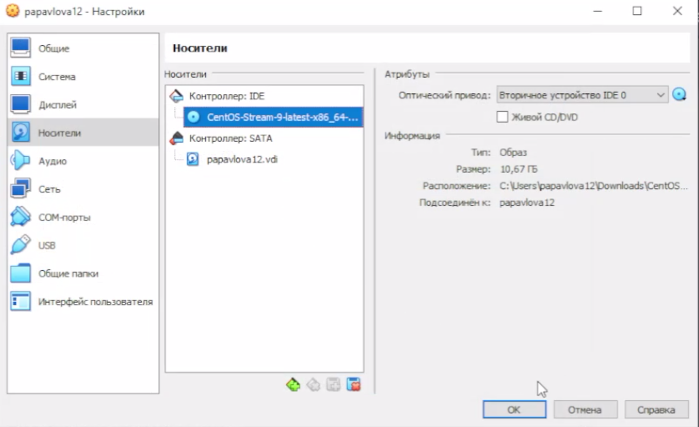 papavlova12 - Настройки
Общие
Система
Дисплей
Носители
Аудио
Сеть
COM-порты
USB
Общие папки
Интерфейс пользователя
Носители
Носители
Контроллер: IDE
CentOS-Stream-9-latest-x86_64-...
Контроллер: SATA
papavlova12.vdi
Атрибуты
Оптический привод: Вторичное устройство IDE 0
Живой CD/DVD
Информация
Тип: Образ
Размер: 10,67 ГБ
Расположение: C:\Users\papavlova12\Downloads\CentOS...
Подсоединён к: papavlova12
OK Отмена Справка